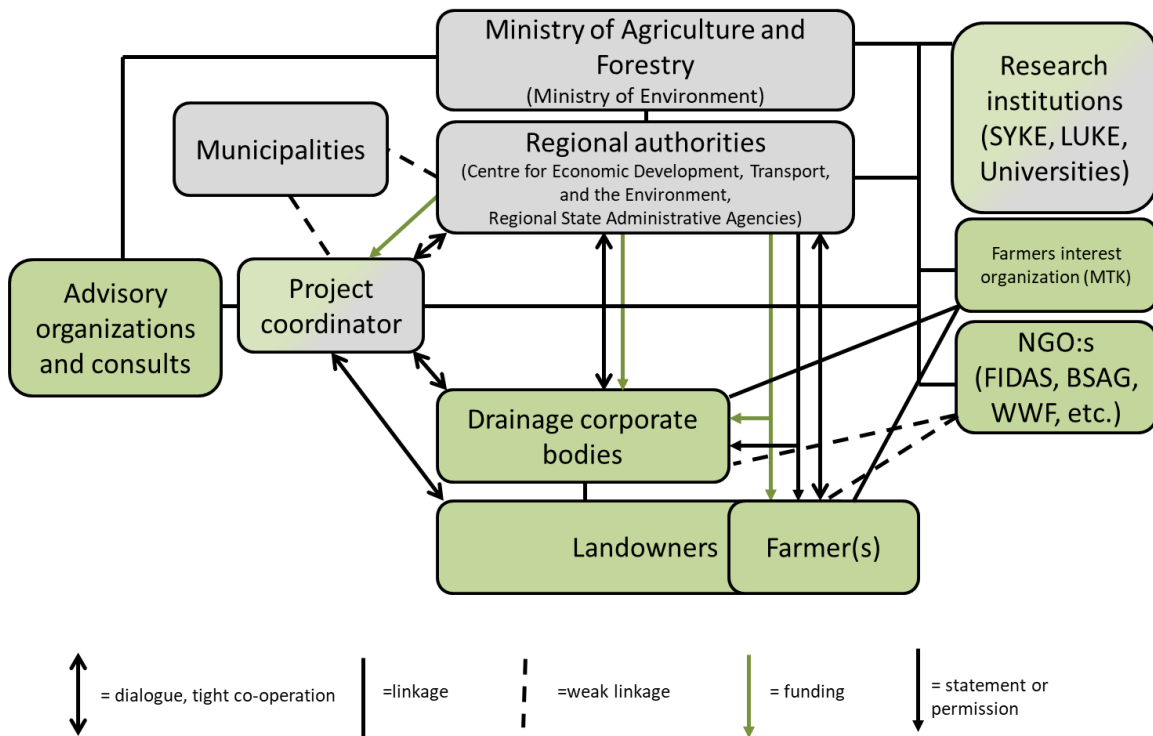 Ministry of Agriculture and
Forestry
(Ministry of Environment)
Research
institutions
(SYKE, LUKE,
Universities)
Municipalities
Regional authorities
(Centre for Economic Development, Transport,
and the Environment,
Regional State Administrative Agencies)
Farmers interest
organization (MTK)
Advisory
organizations
and consults
Project
coordinator
NGO:s
(FIDAS, BSAG,
WWF, etc.)
Drainage corporate
bodies
Landowners
Farmer(s)
= dialogue, tight co-operation
=linkage
=weak linkage
= funding
= statement or
permission